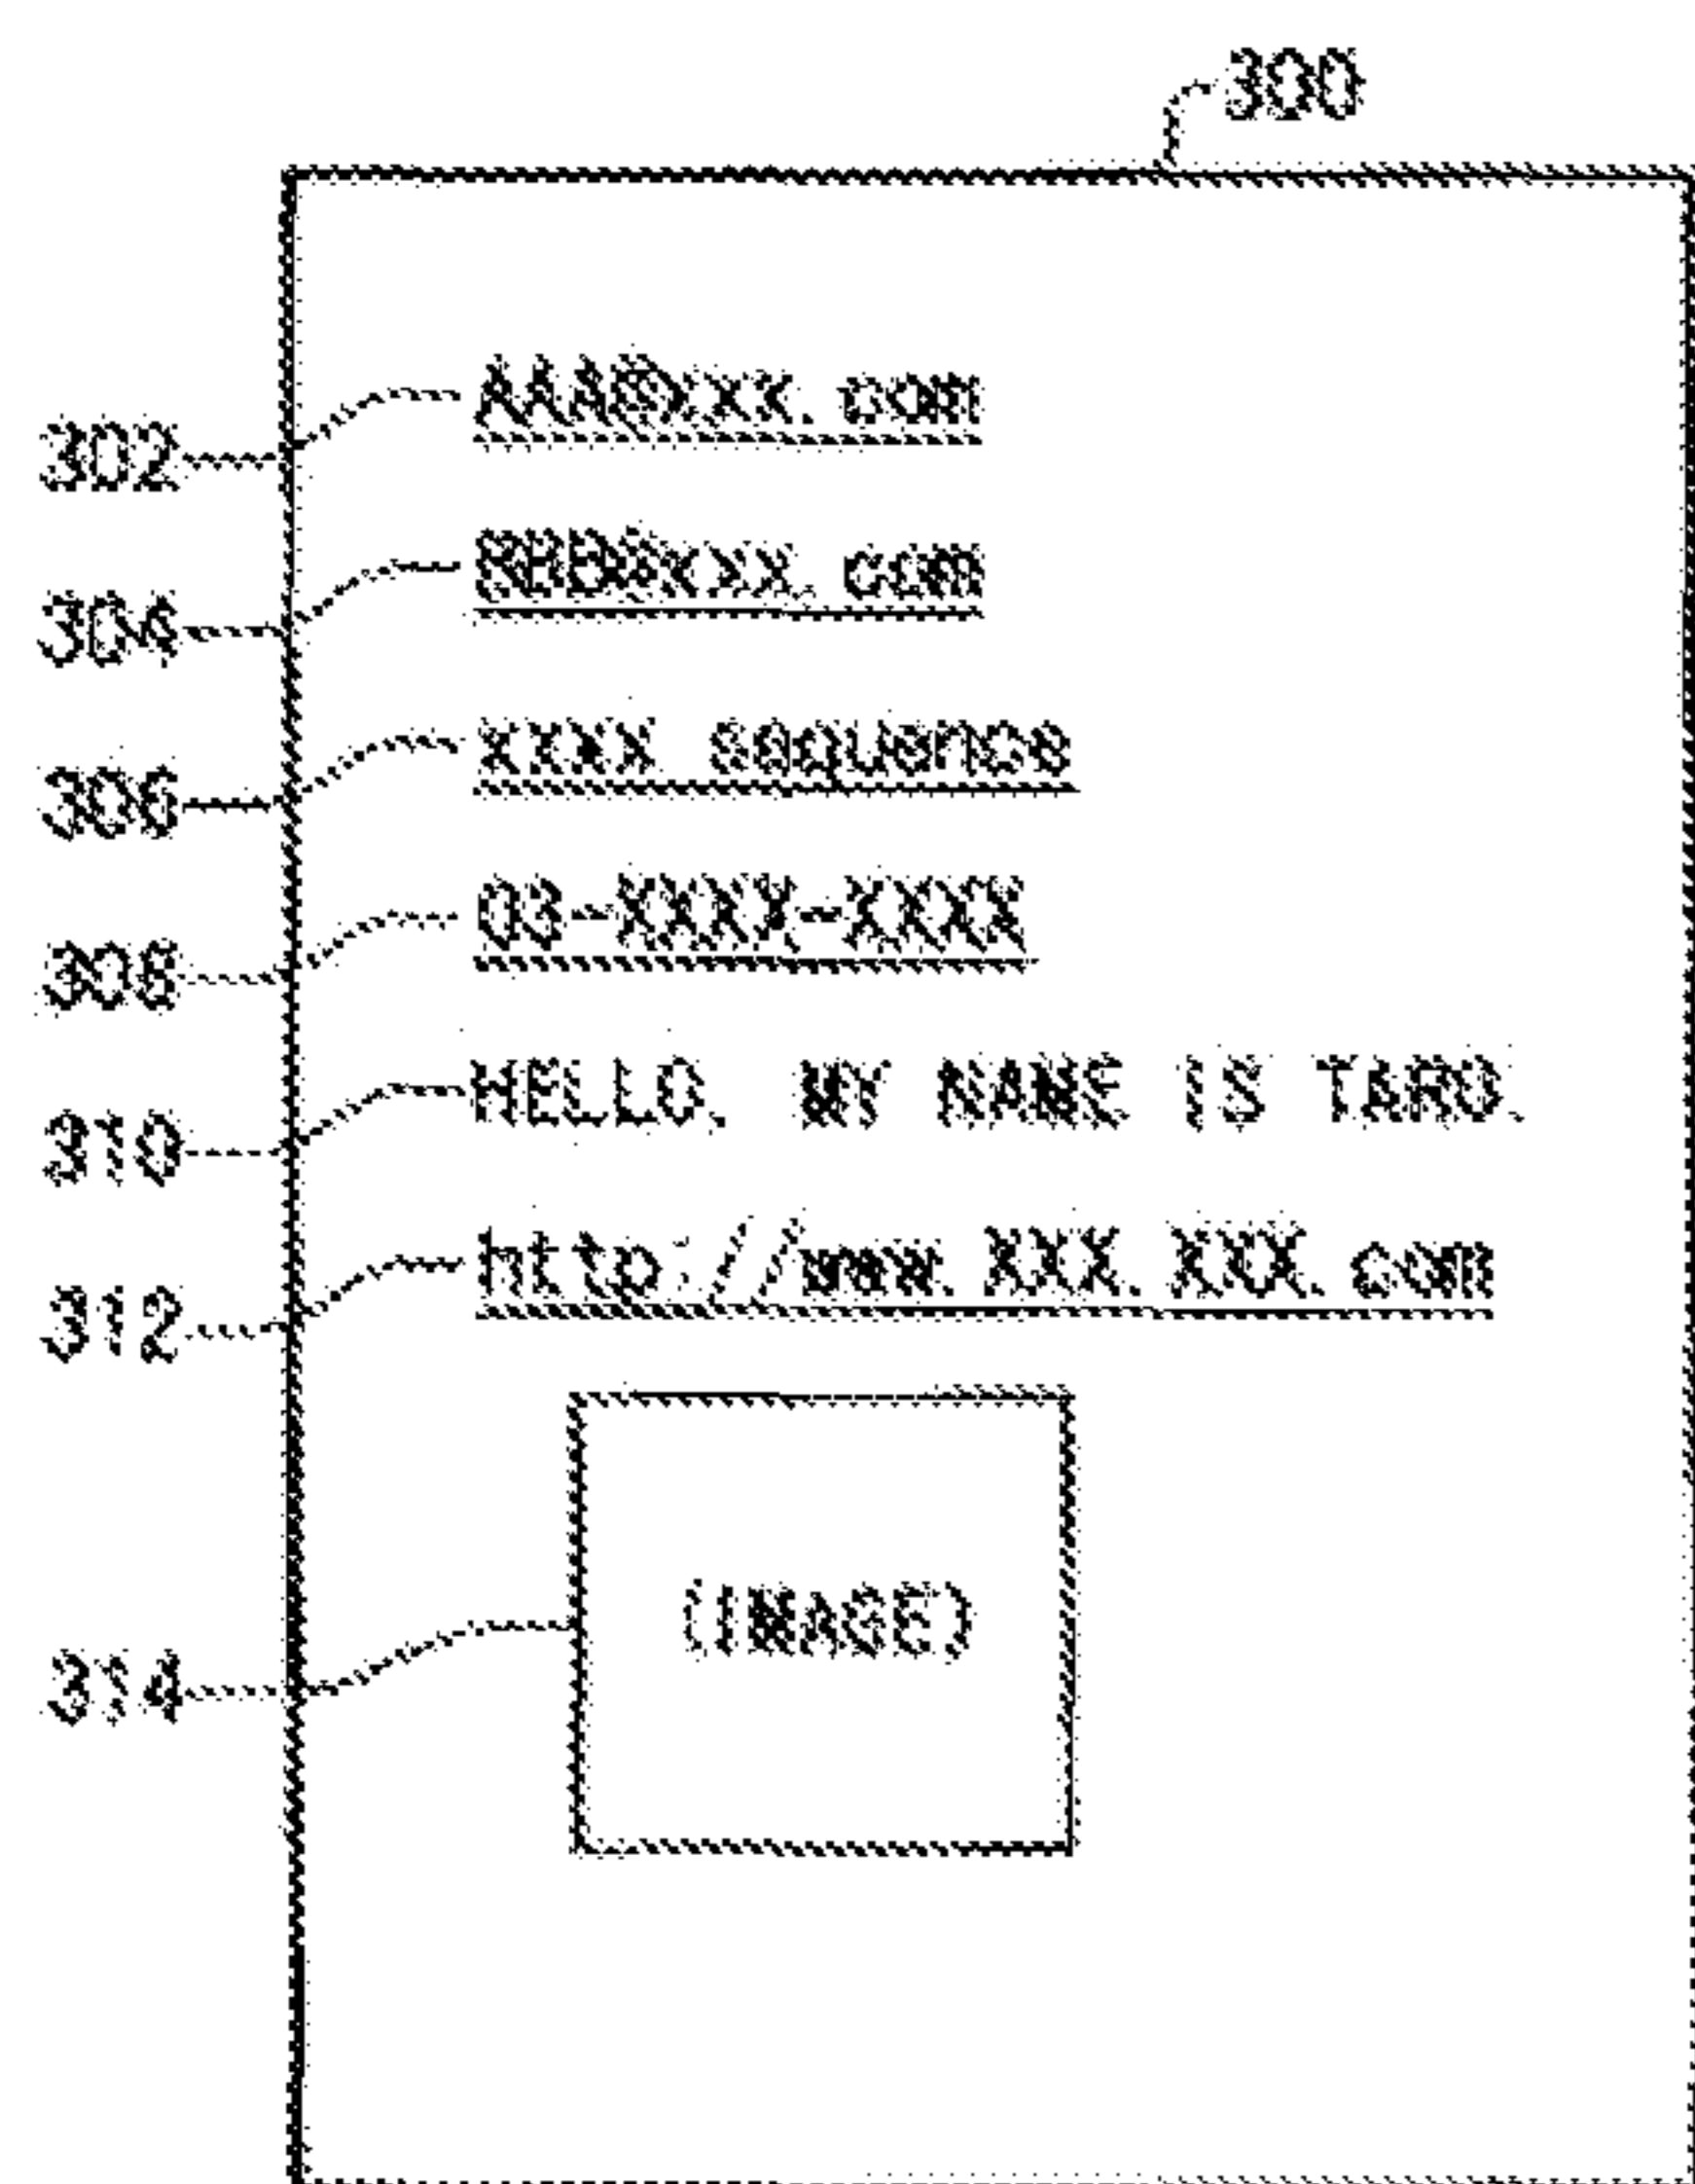 300
302 AAA@xxx.com
304 BBB@xxx.com
306 xxxx sequence
308 03-XXXX-XXXX
310 HELLO. MY NAME IS TARO.
312 http://www.XXX.XXX.com
314 (IMAGE)